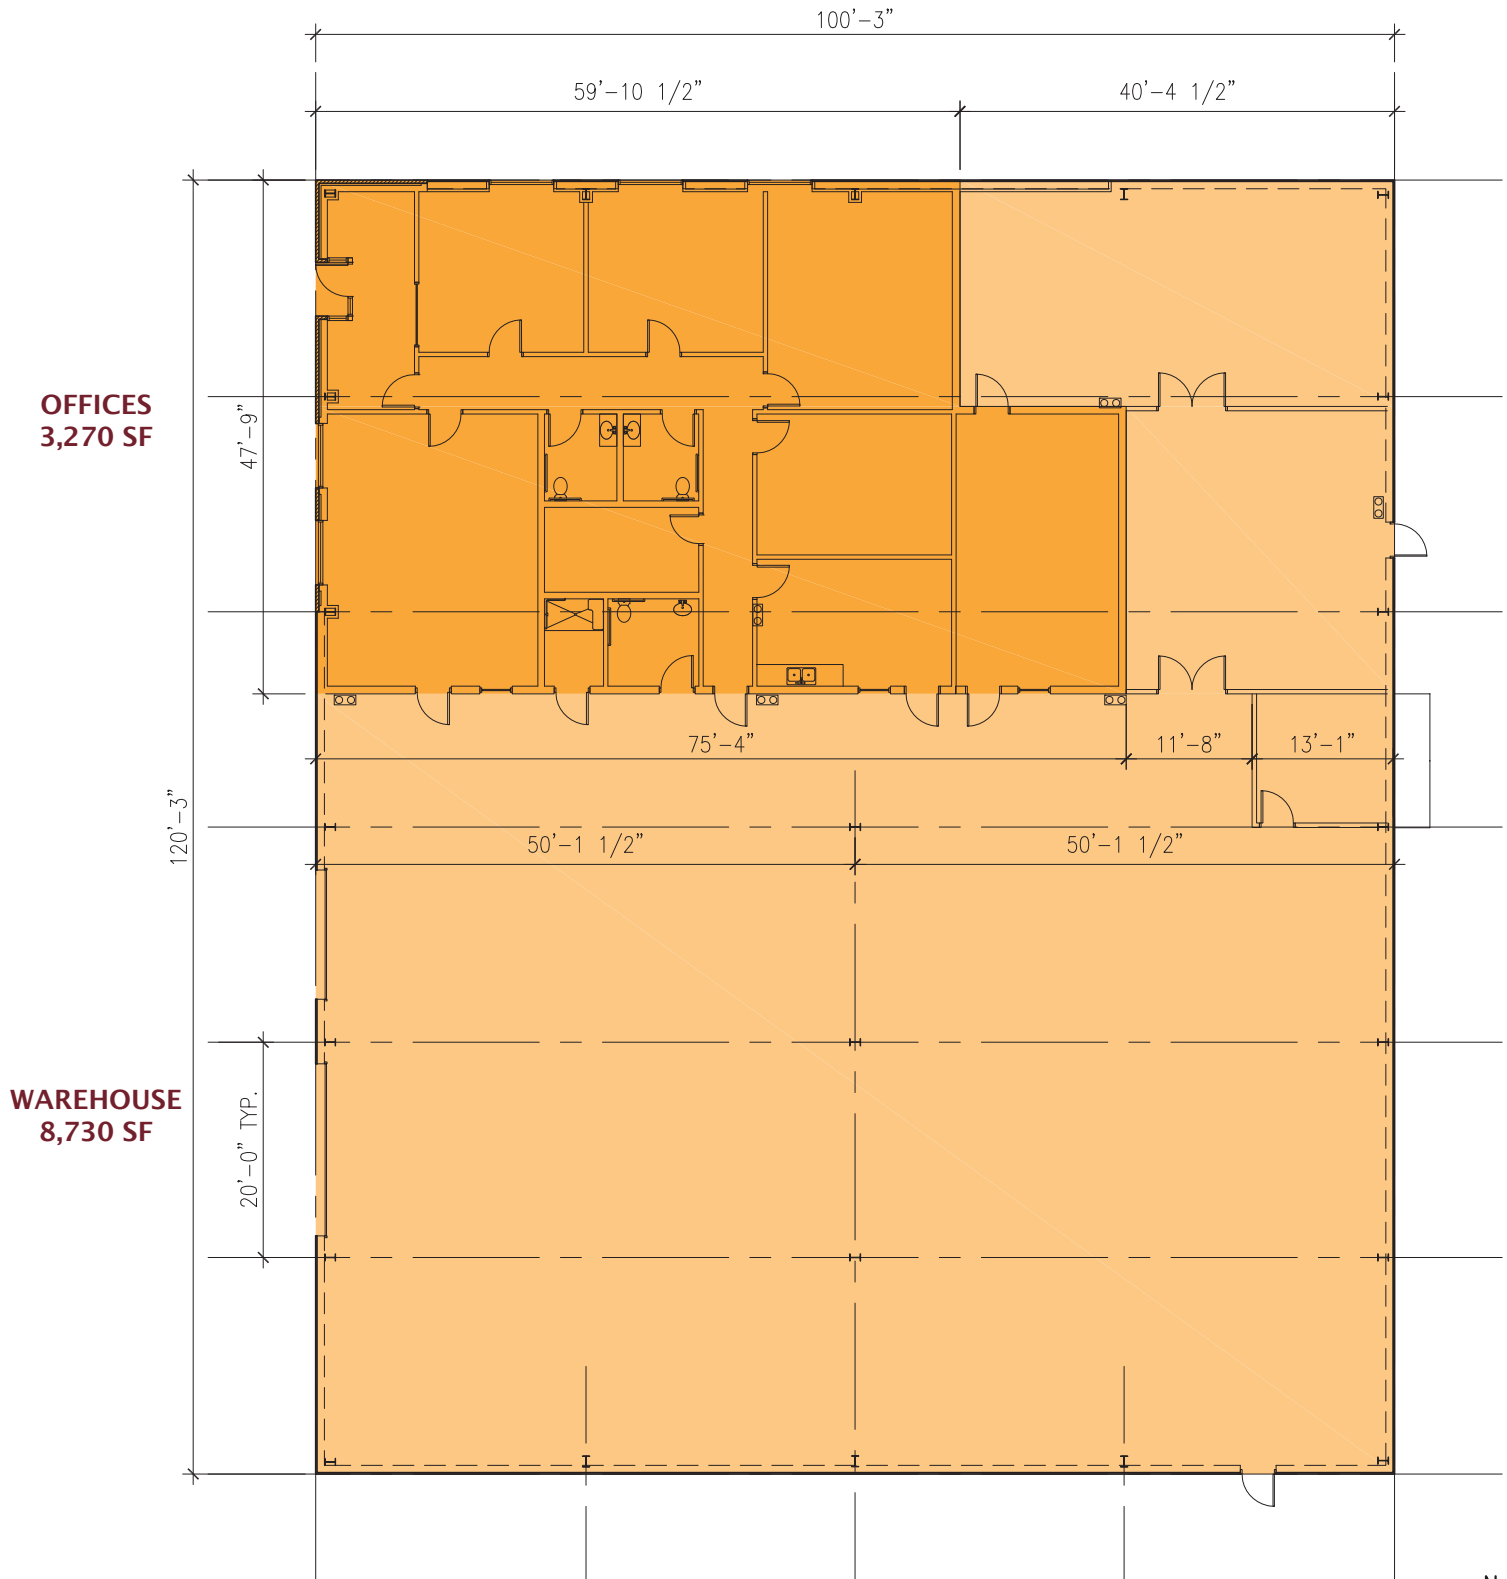 100’-3”
59’-10 1/2”
40’-4 1/2”
OFFICES
3,270 SF
47’-9”
75’-4”
11’-8”
13’-1”
120’-3”
50’-1 1/2”
50’-1 1/2”
WAREHOUSE
8,730 SF
20’-0” TYP.